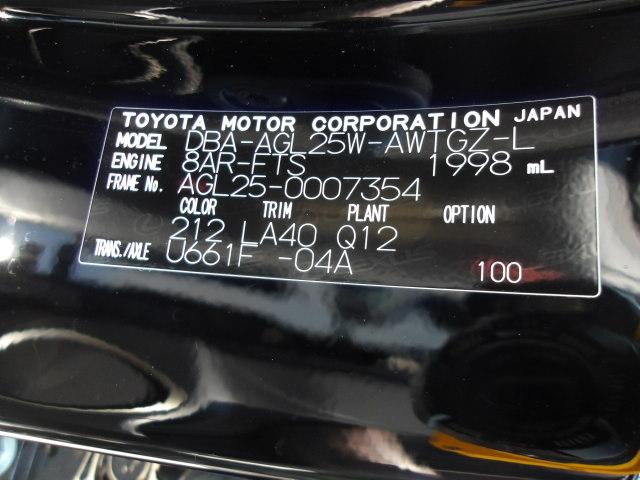 TOYOTA MOTOR CORPORATION JAPAN
MODEL DBA-AGL25W-AWTGZ-L
ENGINE 8AR-FTS 1998 mL
FRAME No. AGL25-0007354
COLOR TRIM PLANT OPTION
212 LA40 Q12
TRANS./AXLE U661F -04A 100